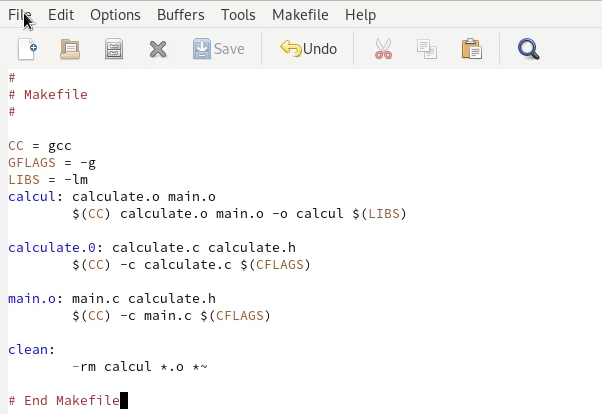 File Edit Options Buffers Tools Makefile Help
Save Undo
#
# Makefile
#
CC = gcc
GFLAGS = -g
LIBS = -lm
calcul: calculate.o main.o
$(CC) calculate.o main.o -o calcul $(LIBS)
calculate.0: calculate.c calculate.h
$(CC) -c calculate.c $(CFLAGS)
main.o: main.c calculate.h
$(CC) -c main.c $(CFLAGS)
clean:
-rm calcul *.o *~
# End Makefile